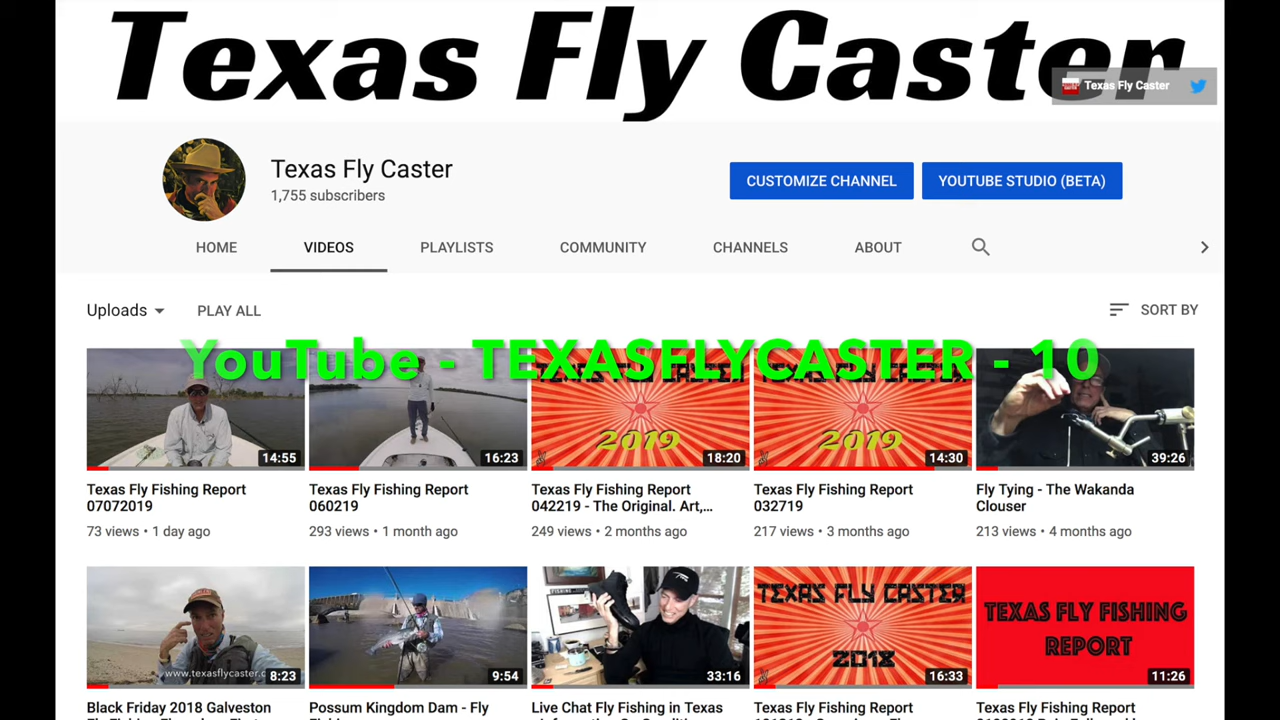 Texas Fly Caster
Texas Fly Caster
Texas Fly Caster
1,755 subscribers
CUSTOMIZE CHANNEL
YOUTUBE STUDIO (BETA)
HOME
VIDEOS
PLAYLISTS
COMMUNITY
CHANNELS
ABOUT
Uploads
PLAY ALL
SORT BY
YouTube - TEXASFLYCASTER - 10
TEXAS FLY CASTER
2019
TEXAS FLY CASTER
2019
14:55
16:23
18:20
14:30
39:26
Texas Fly Fishing Report
07072019
73 views • 1 day ago
Texas Fly Fishing Report
060219
293 views • 1 month ago
Texas Fly Fishing Report
042219 - The Original. Art,...
249 views • 2 months ago
Texas Fly Fishing Report
032719
217 views • 3 months ago
Fly Tying - The Wakanda
Clouser
213 views • 4 months ago
www.texasflycaster.c
8:23
9:54
33:16
TEXAS FLY CASTER
2018
16:33
TEXAS FLY FISHING
REPORT
11:26
Black Friday 2018 Galveston
Possum Kingdom Dam - Fly
Live Chat Fly Fishing in Texas
Texas Fly Fishing Report
Texas Fly Fishing Report